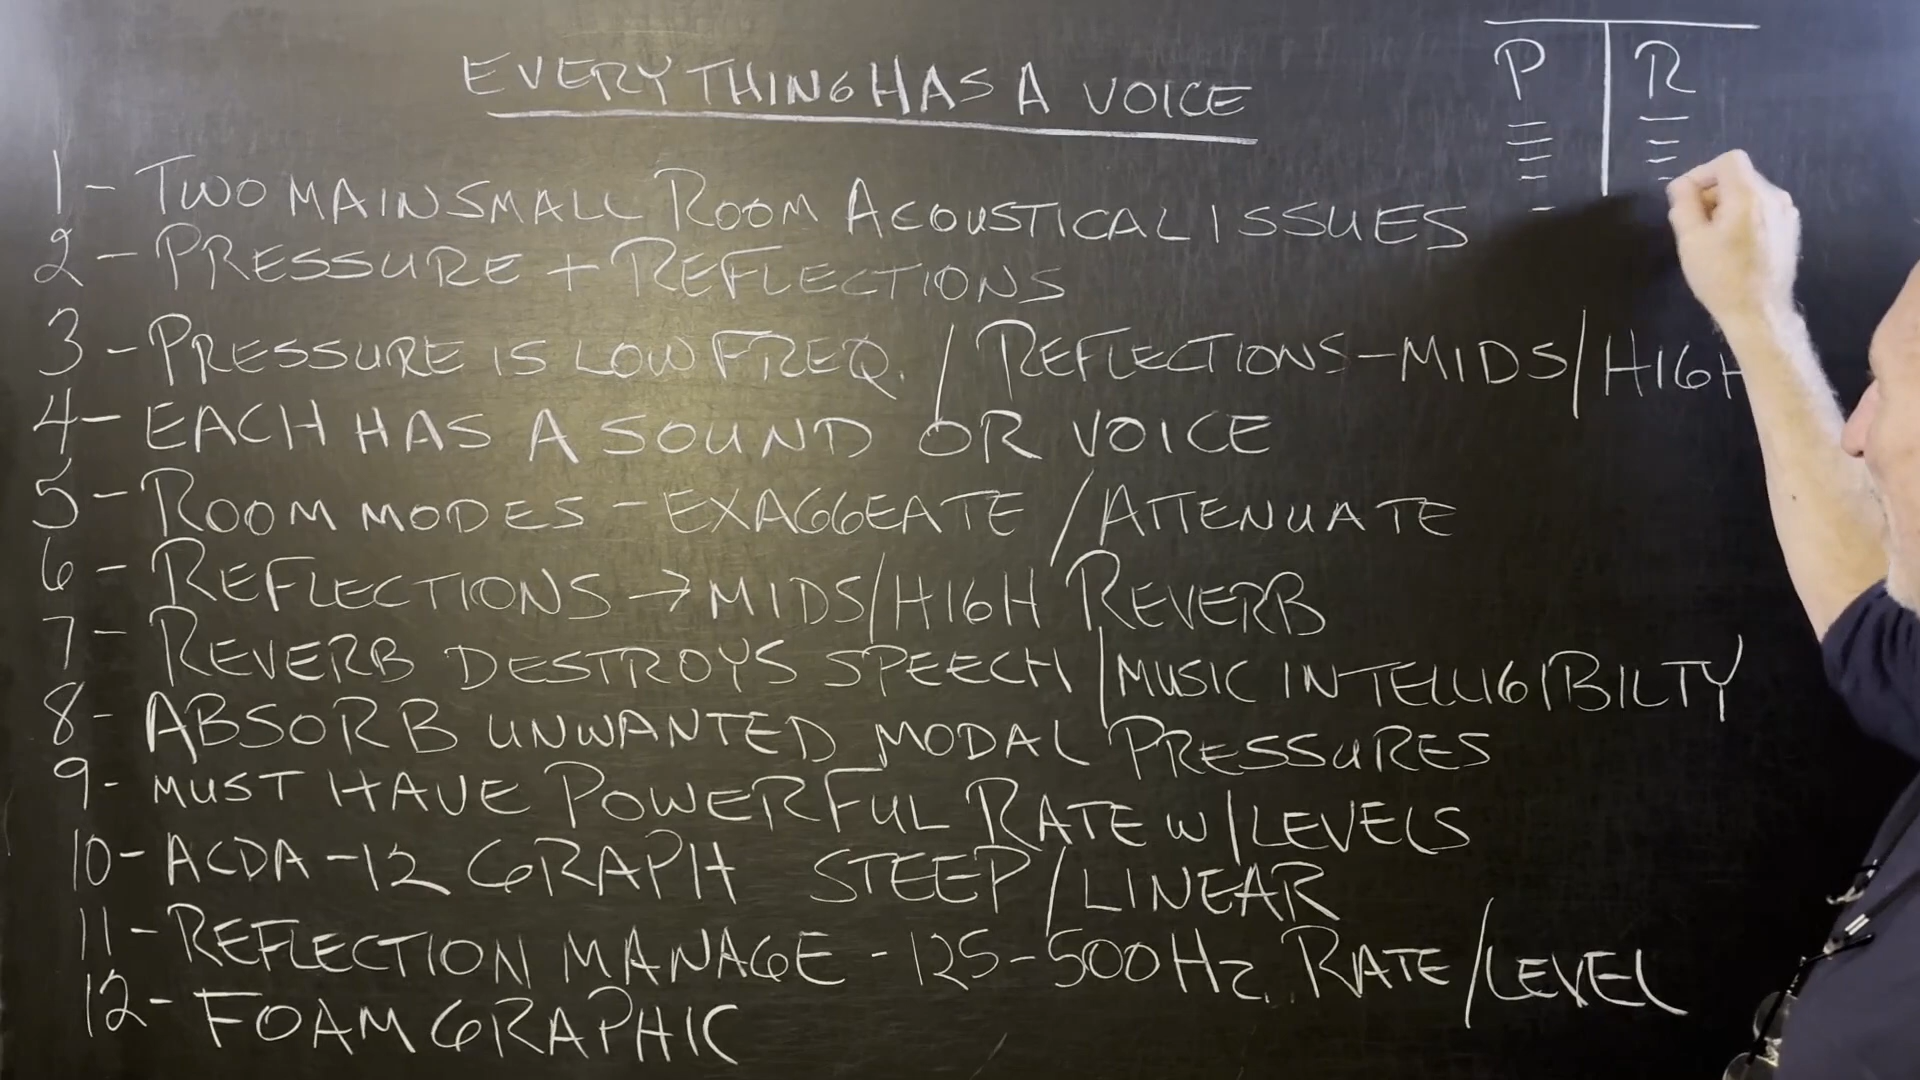 EVERYTHING HAS A VOICE
P R
1 - TWO MAIN SMALL ROOM ACOUSTICAL ISSUES
2 - PRESSURE + REFLECTIONS
3 - PRESSURE IS LOW FREQ. / REFLECTIONS - MIDS/HIGH
4 - EACH HAS A SOUND OR VOICE
5 - ROOM MODES - EXAGGEATE / ATTENUATE
6 - REFLECTIONS → MIDS/HIGH REVERB
7 - REVERB DESTROYS SPEECH / MUSIC INTELLIGIBILTY
8 - ABSORB UNWANTED MODAL PRESSURES
9 - MUST HAVE POWERFUL RATE W/LEVELS
10 - ACDA-12 GRAPH STEEP/LINEAR
11 - REFLECTION MANAGE - 125-500Hz. RATE/LEVEL
12 - FOAM GRAPHIC